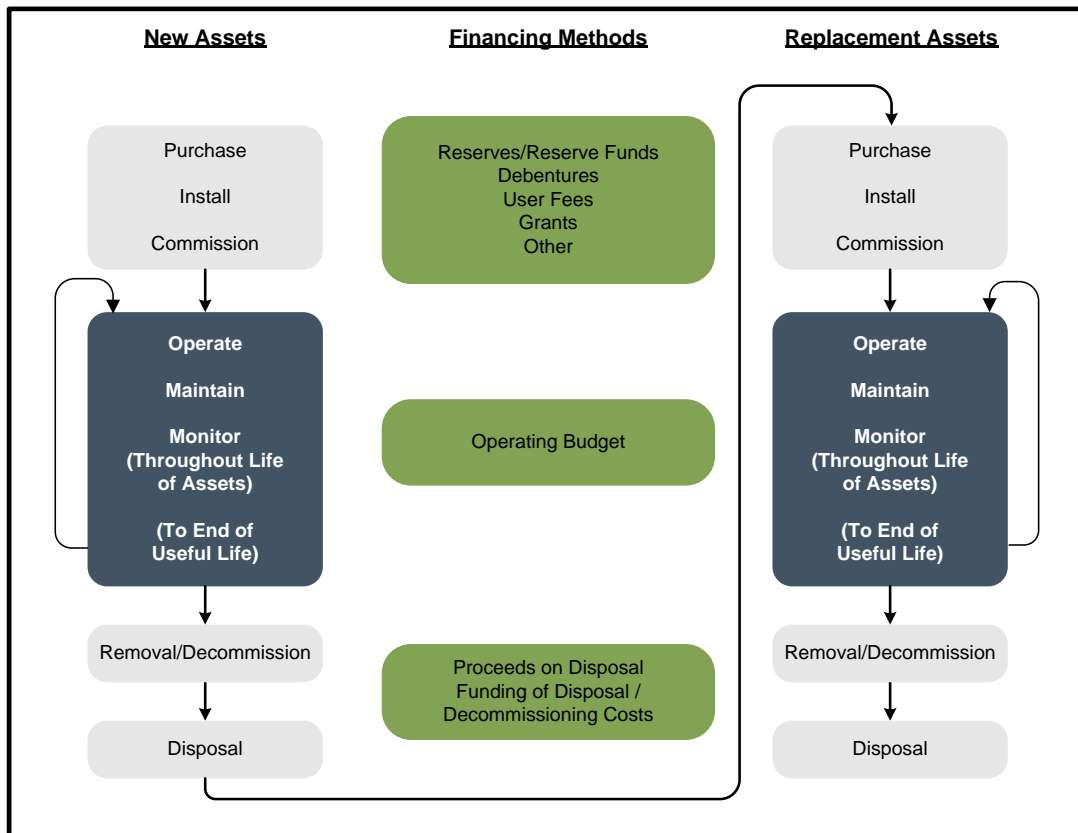 New Assets
Financing Methods
Replacement Assets
Purchase
Install
Commission
Reserves/Reserve Funds
Debentures
User Fees
Grants
Other
Purchase
Install
Commission
Operate
Maintain
Monitor
(Throughout Life
of Assets)
(To End of
Useful Life)
Operating Budget
Operate
Maintain
Monitor
(Throughout Life
of Assets)
(To End of
Useful Life)
Removal/Decommission
Proceeds on Disposal
Funding of Disposal /
Decommissioning Costs
Removal/Decommission
Disposal
Disposal